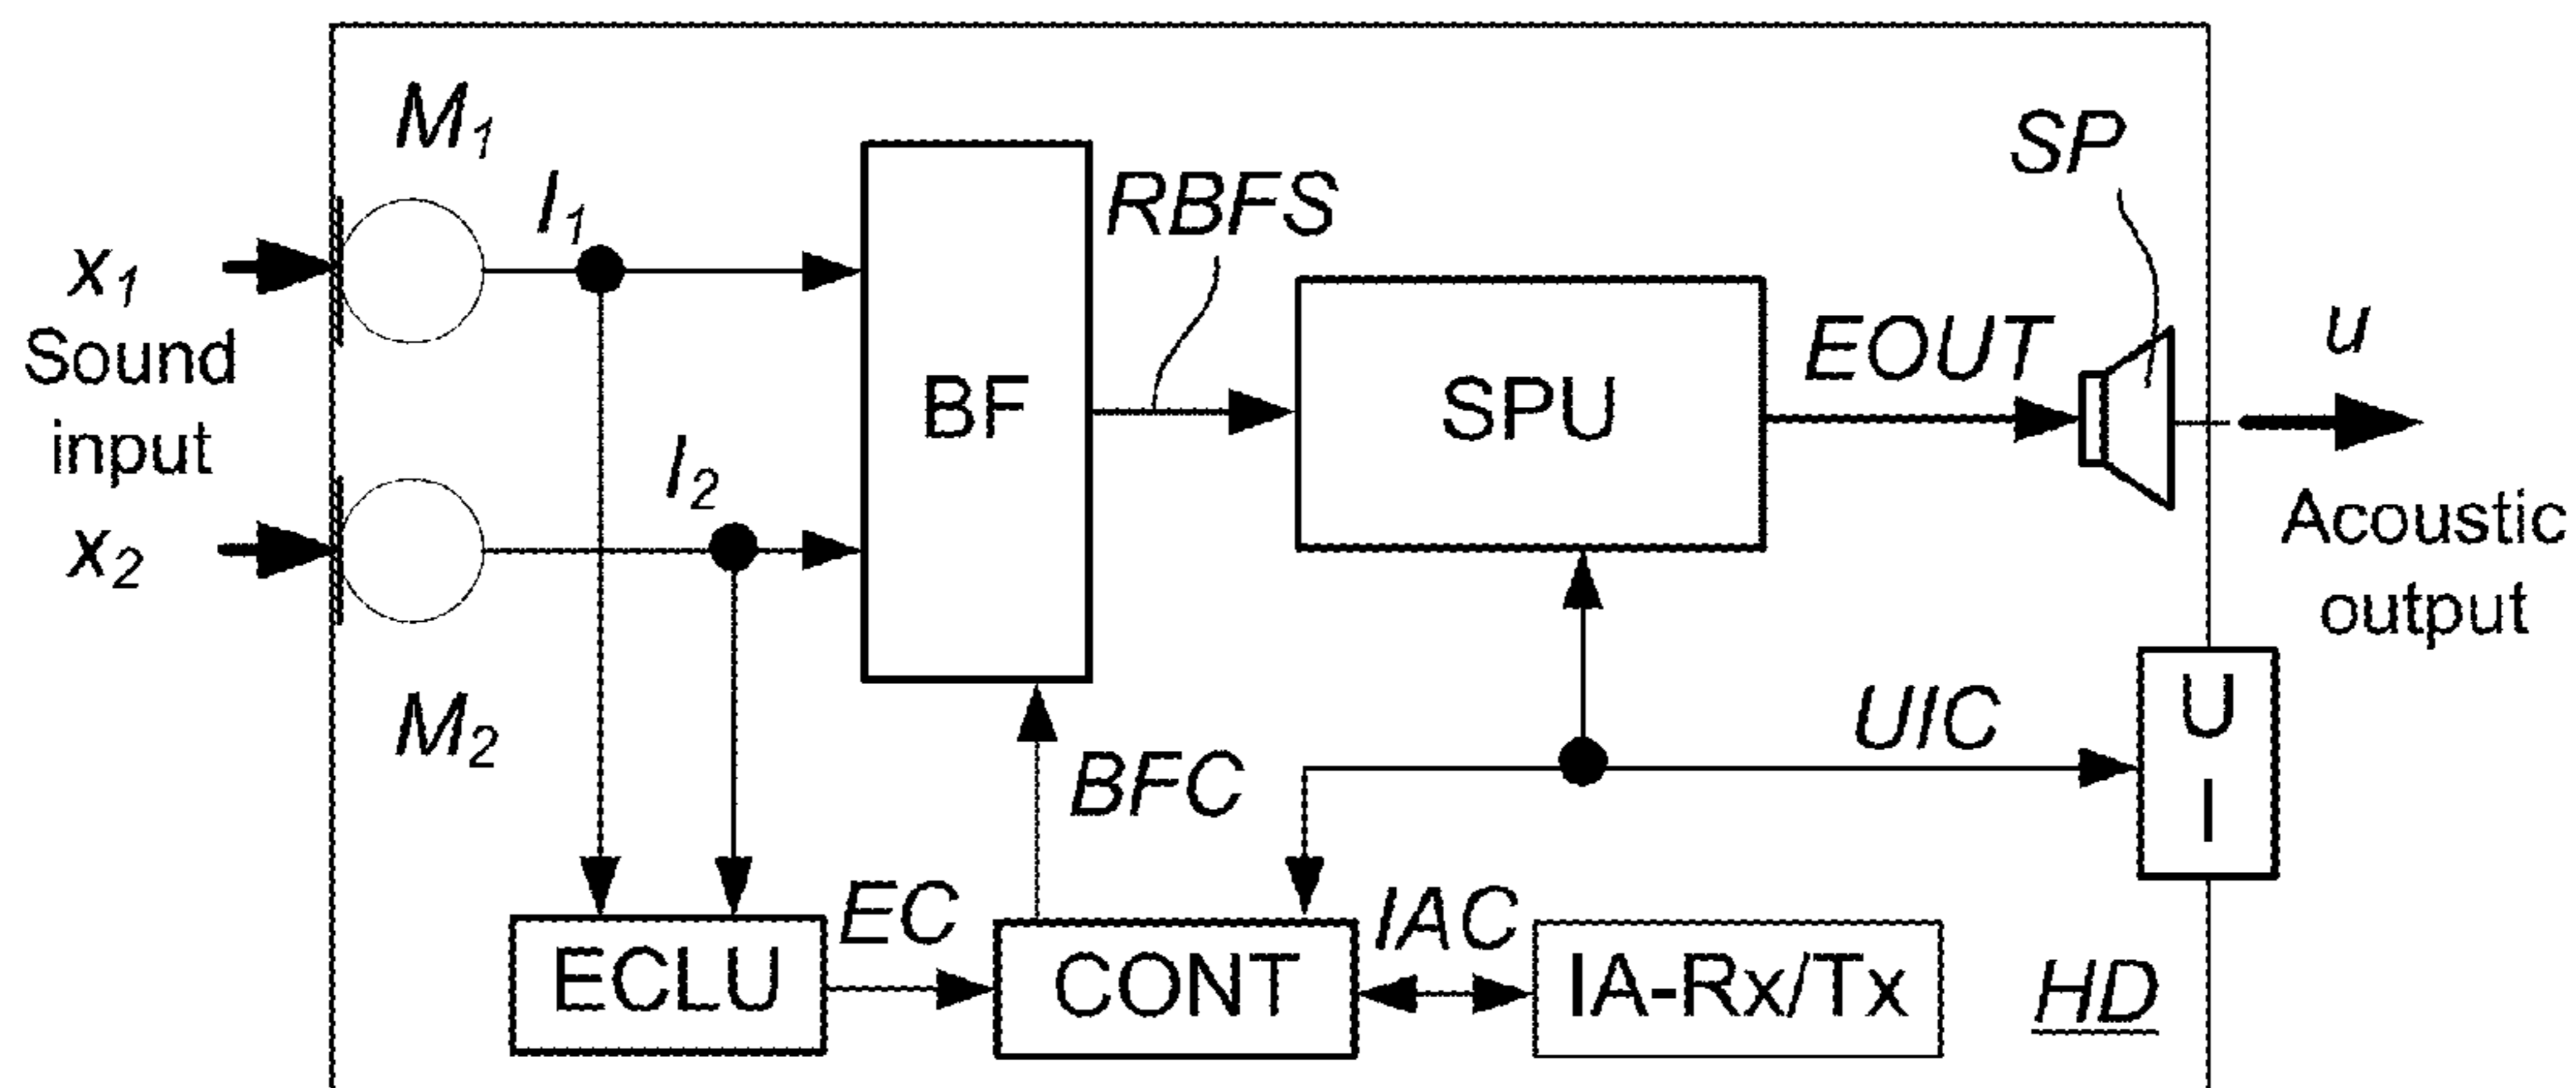 M1
I1
x1
Sound
input
x2
M2
I2
BF
RBFS
SPU
EOUT
SP
u
Acoustic
output
BFC
UIC
U
I
ECLU
EC
CONT
IAC
IA-Rx/Tx
HD